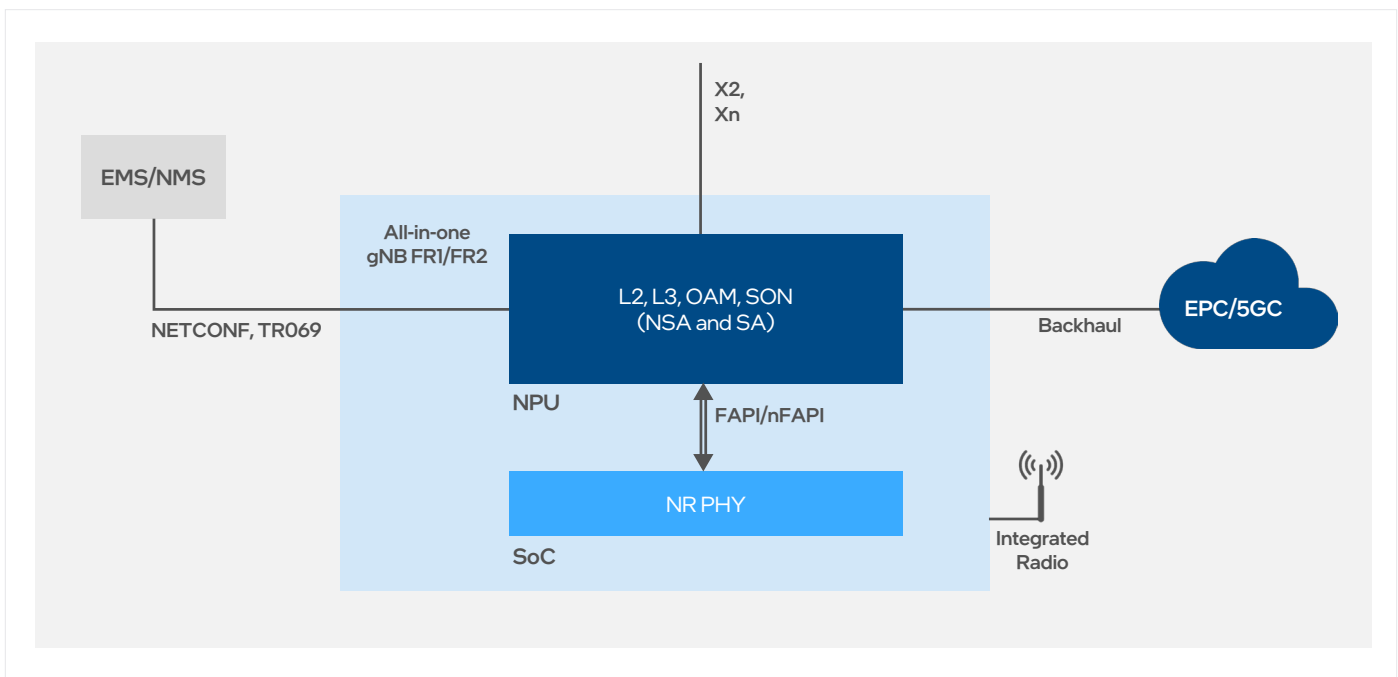 X2,
Xn
EMS/NMS
All-in-one
gNB FR1/FR2
L2, L3, OAM, SON
(NSA and SA)
EPC/5GC
NETCONF, TR069
Backhaul
NPU
FAPI/nFAPI
NR PHY
SoC
Integrated
Radio